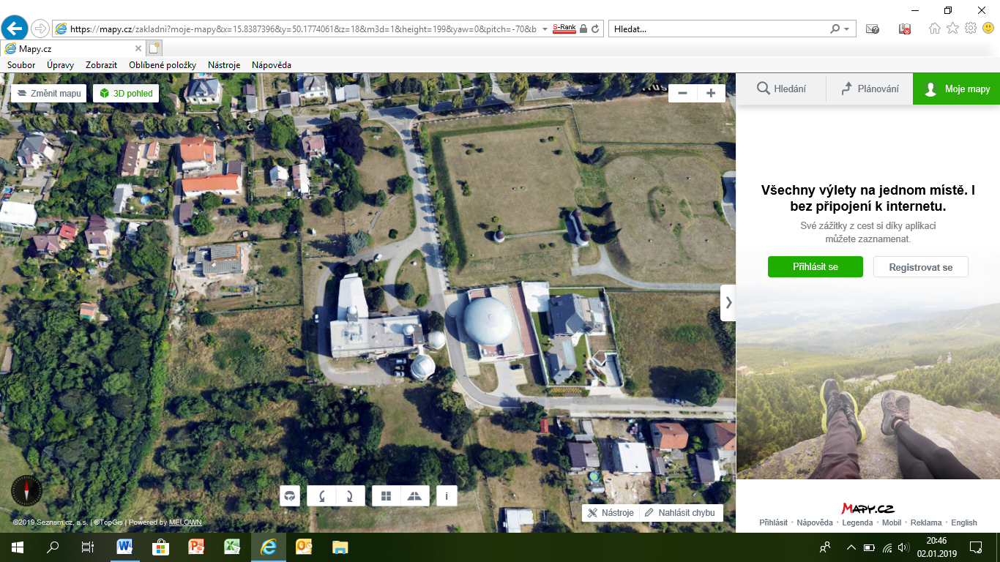 https://mapy.cz/zakladni?moje-mapy&x=15.8387396&y=50.1774061&z=18&m3d=1&height=199&yaw=0&pitch=-70&b
S-Rank
Hledat...
Mapy.cz
Soubor Úpravy Zobrazit Oblíbené položky Nástroje Nápověda
Změnit mapu
3D pohled
Hledání
Plánování
Moje mapy
Všechny výlety na jednom místě. I
bez připojení k internetu.
Své zážitky z cest si díky aplikaci
můžete zaznamenat.
Přihlásit se
Registrovat se
i
Nástroje
Nahlásit chybu
©2019 Seznam.cz, a.s. | ©TopGis | Powered by MELOWN
MAPY.CZ
Přihlásit • Nápověda • Legenda • Mobil • Reklama • English
20:46
02.01.2019